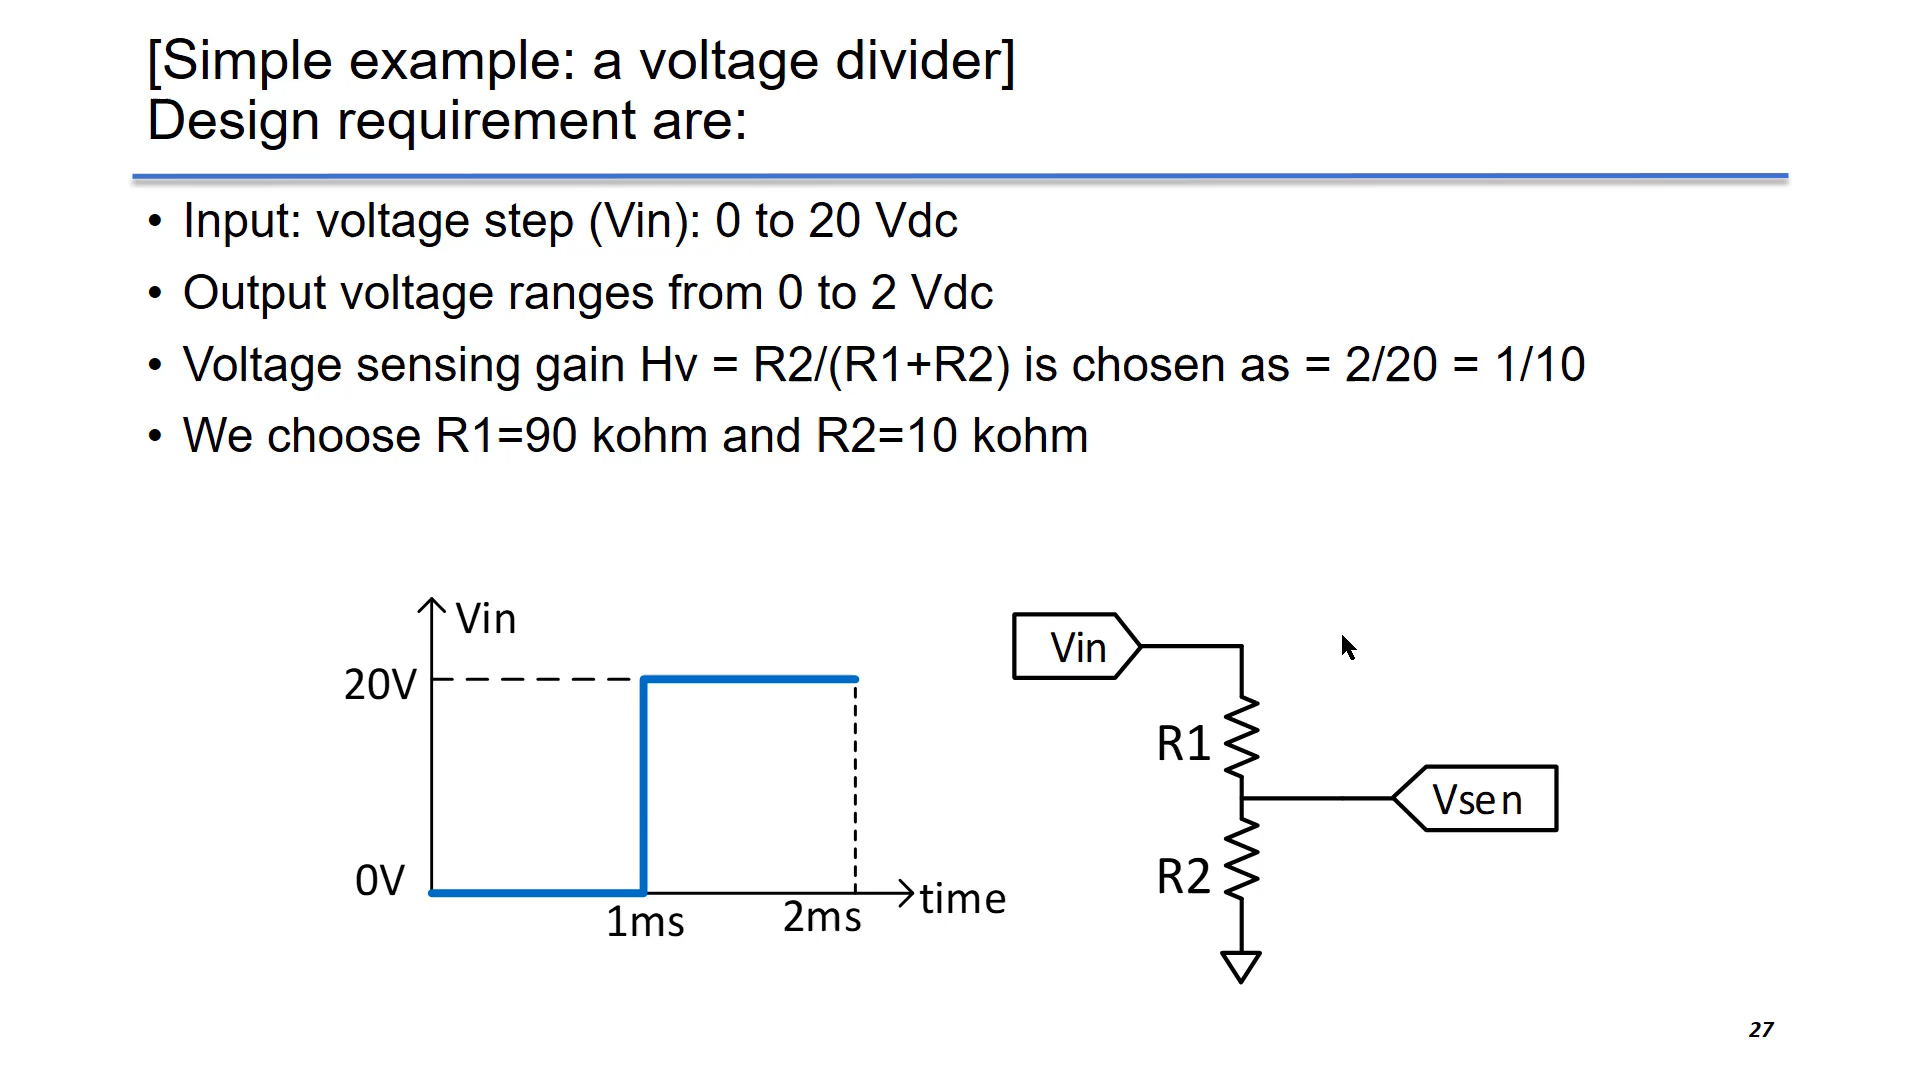 [Simple example: a voltage divider]
Design requirement are:
• Input: voltage step (Vin): 0 to 20 Vdc
• Output voltage ranges from 0 to 2 Vdc
• Voltage sensing gain Hv = R2/(R1+R2) is chosen as = 2/20 = 1/10
• We choose R1=90 kohm and R2=10 kohm
Vin
20V
0V
1ms
2ms
time
Vin
R1
Vsen
R2
27